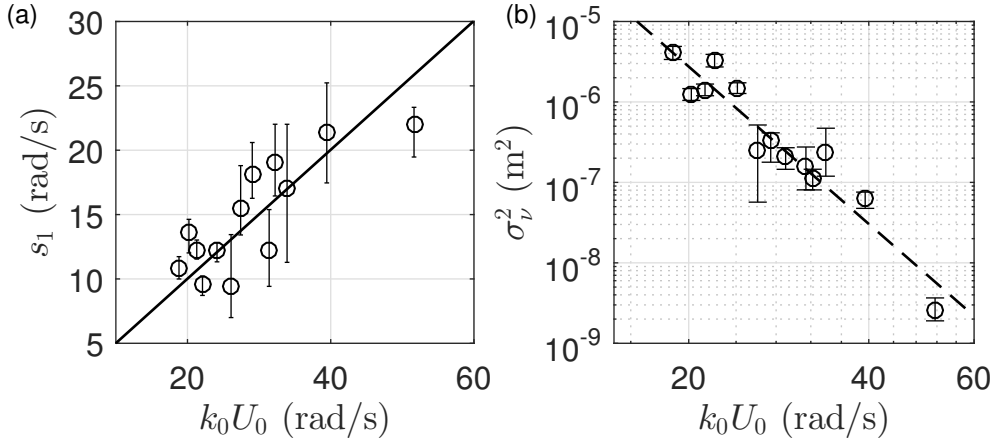 (a)
30
25
20
15
10
5
s₁ (rad/s)
20 40 60
k₀U₀ (rad/s)
(b)
10⁻⁵
10⁻⁶
10⁻⁷
10⁻⁸
10⁻⁹
σ²ᵥ (m²)
20 40 60
k₀U₀ (rad/s)